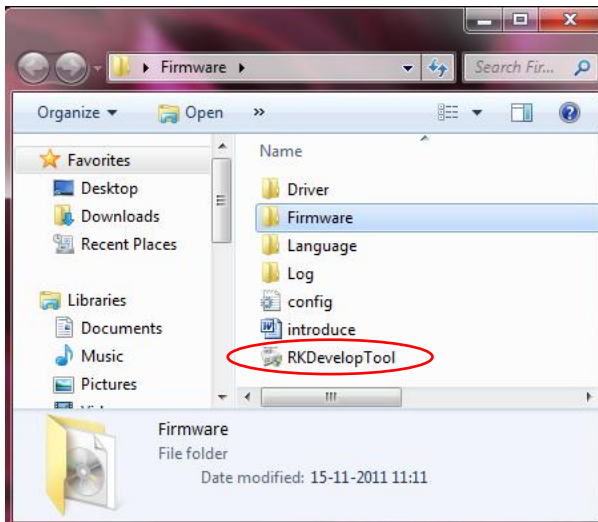 Firmware
Search Fir...
Organize
Open
»
Favorites
Desktop
Downloads
Recent Places
Libraries
Documents
Music
Pictures
Name
Driver
Firmware
Language
Log
config
introduce
RKDevelopTool
Firmware
File folder
Date modified: 15-11-2011 11:11